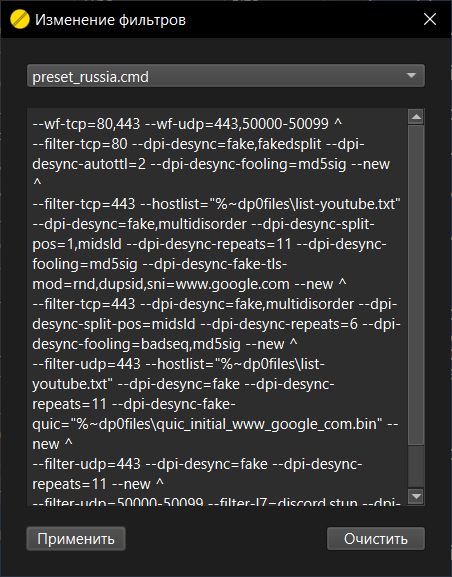 Изменение фильтров
preset_russia.cmd
--wf-tcp=80,443 --wf-udp=443,50000-50099 ^
--filter-tcp=80 --dpi-desync=fake,fakedsplit --dpi-
desync-autottl=2 --dpi-desync-fooling=md5sig --new
^
--filter-tcp=443 --hostlist="%~dp0files\list-youtube.txt"
--dpi-desync=fake,multidisorder --dpi-desync-split-
pos=1,midsld --dpi-desync-repeats=11 --dpi-desync-
fooling=md5sig --dpi-desync-fake-tls-
mod=rnd,dupsid,sni=www.google.com --new ^
--filter-tcp=443 --dpi-desync=fake,multidisorder --dpi-
desync-split-pos=midsld --dpi-desync-repeats=6 --dpi-
desync-fooling=badseq,md5sig --new ^
--filter-udp=443 --hostlist="%~dp0files\list-
youtube.txt" --dpi-desync=fake --dpi-desync-
repeats=11 --dpi-desync-fake-
quic="%~dp0files\quic_initial_www_google_com.bin" --
new ^
--filter-udp=443 --dpi-desync=fake --dpi-desync-
repeats=11 --new ^
--filter-udp=50000-50099 --filter-l7=discord,stun --dpi-
Применить
Очистить